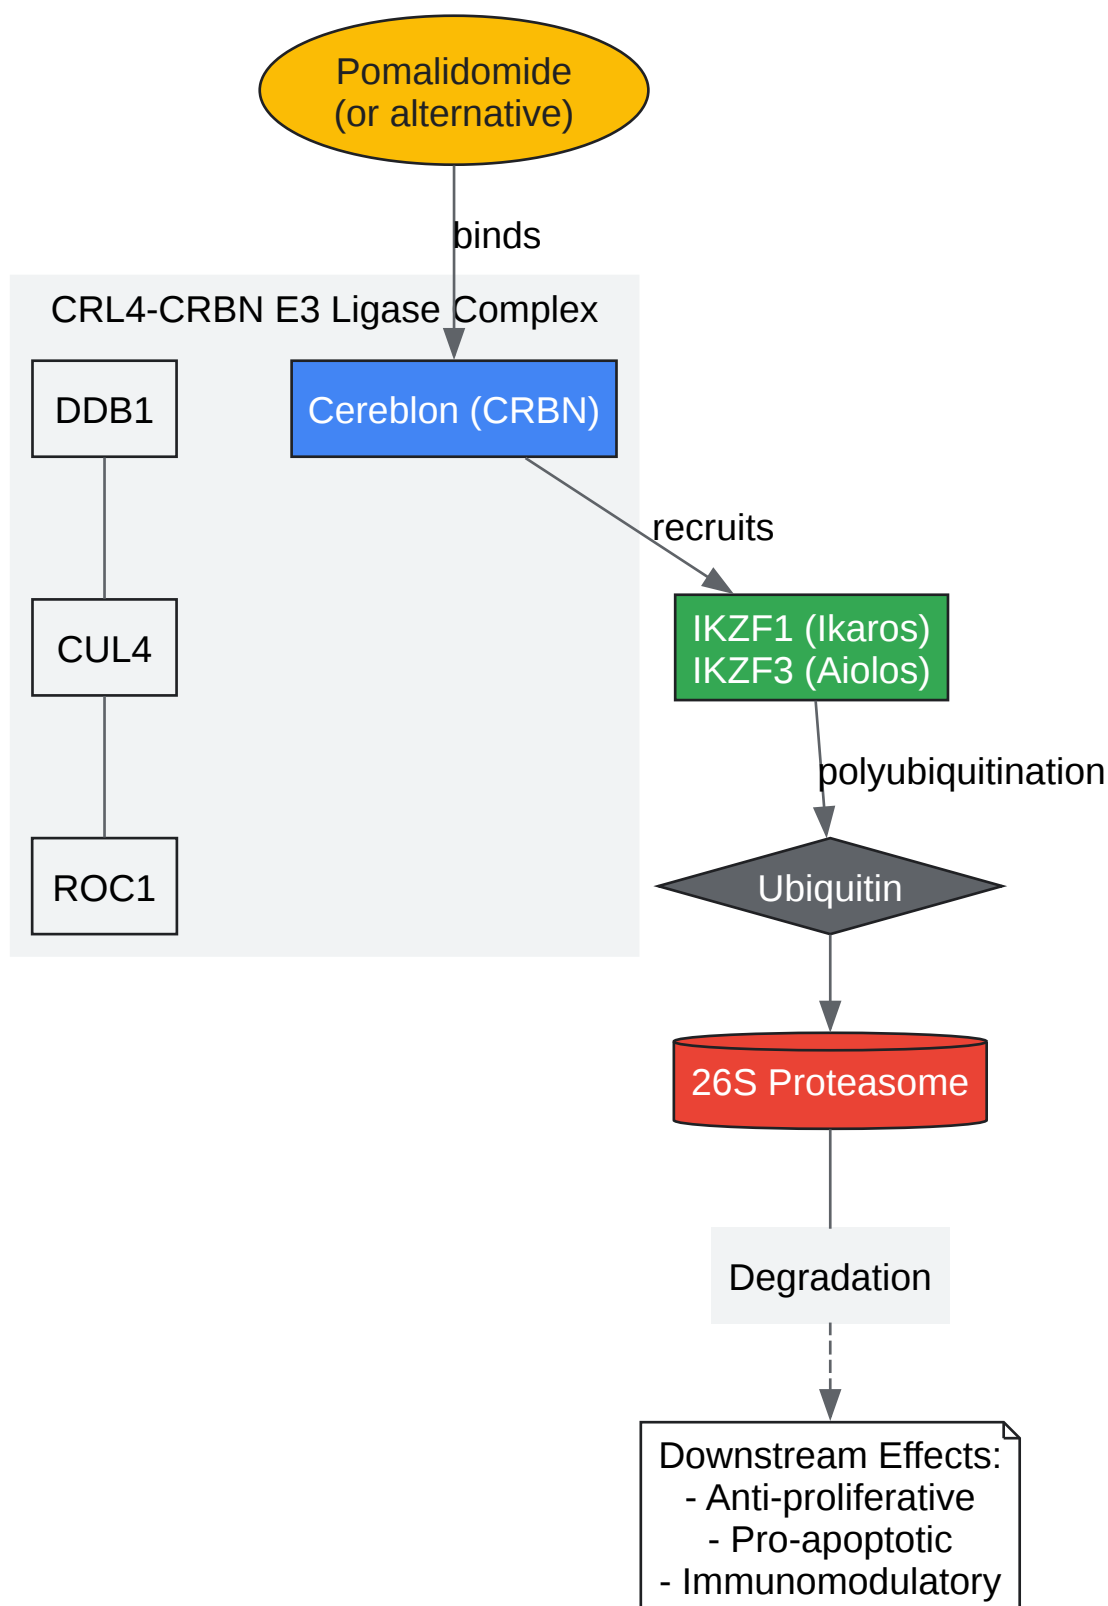 Pomalidomide
(or alternative)
binds
CRL4-CRBN E3 Ligase Complex
DDB1
Cereblon (CRBN)
recruits
CUL4
IKZF1 (Ikaros)
IKZF3 (Aiolos)
polyubiquitination
ROC1
Ubiquitin
26S Proteasome
Degradation
Downstream Effects:
- Anti-proliferative
- Pro-apoptotic
- Immunomodulatory